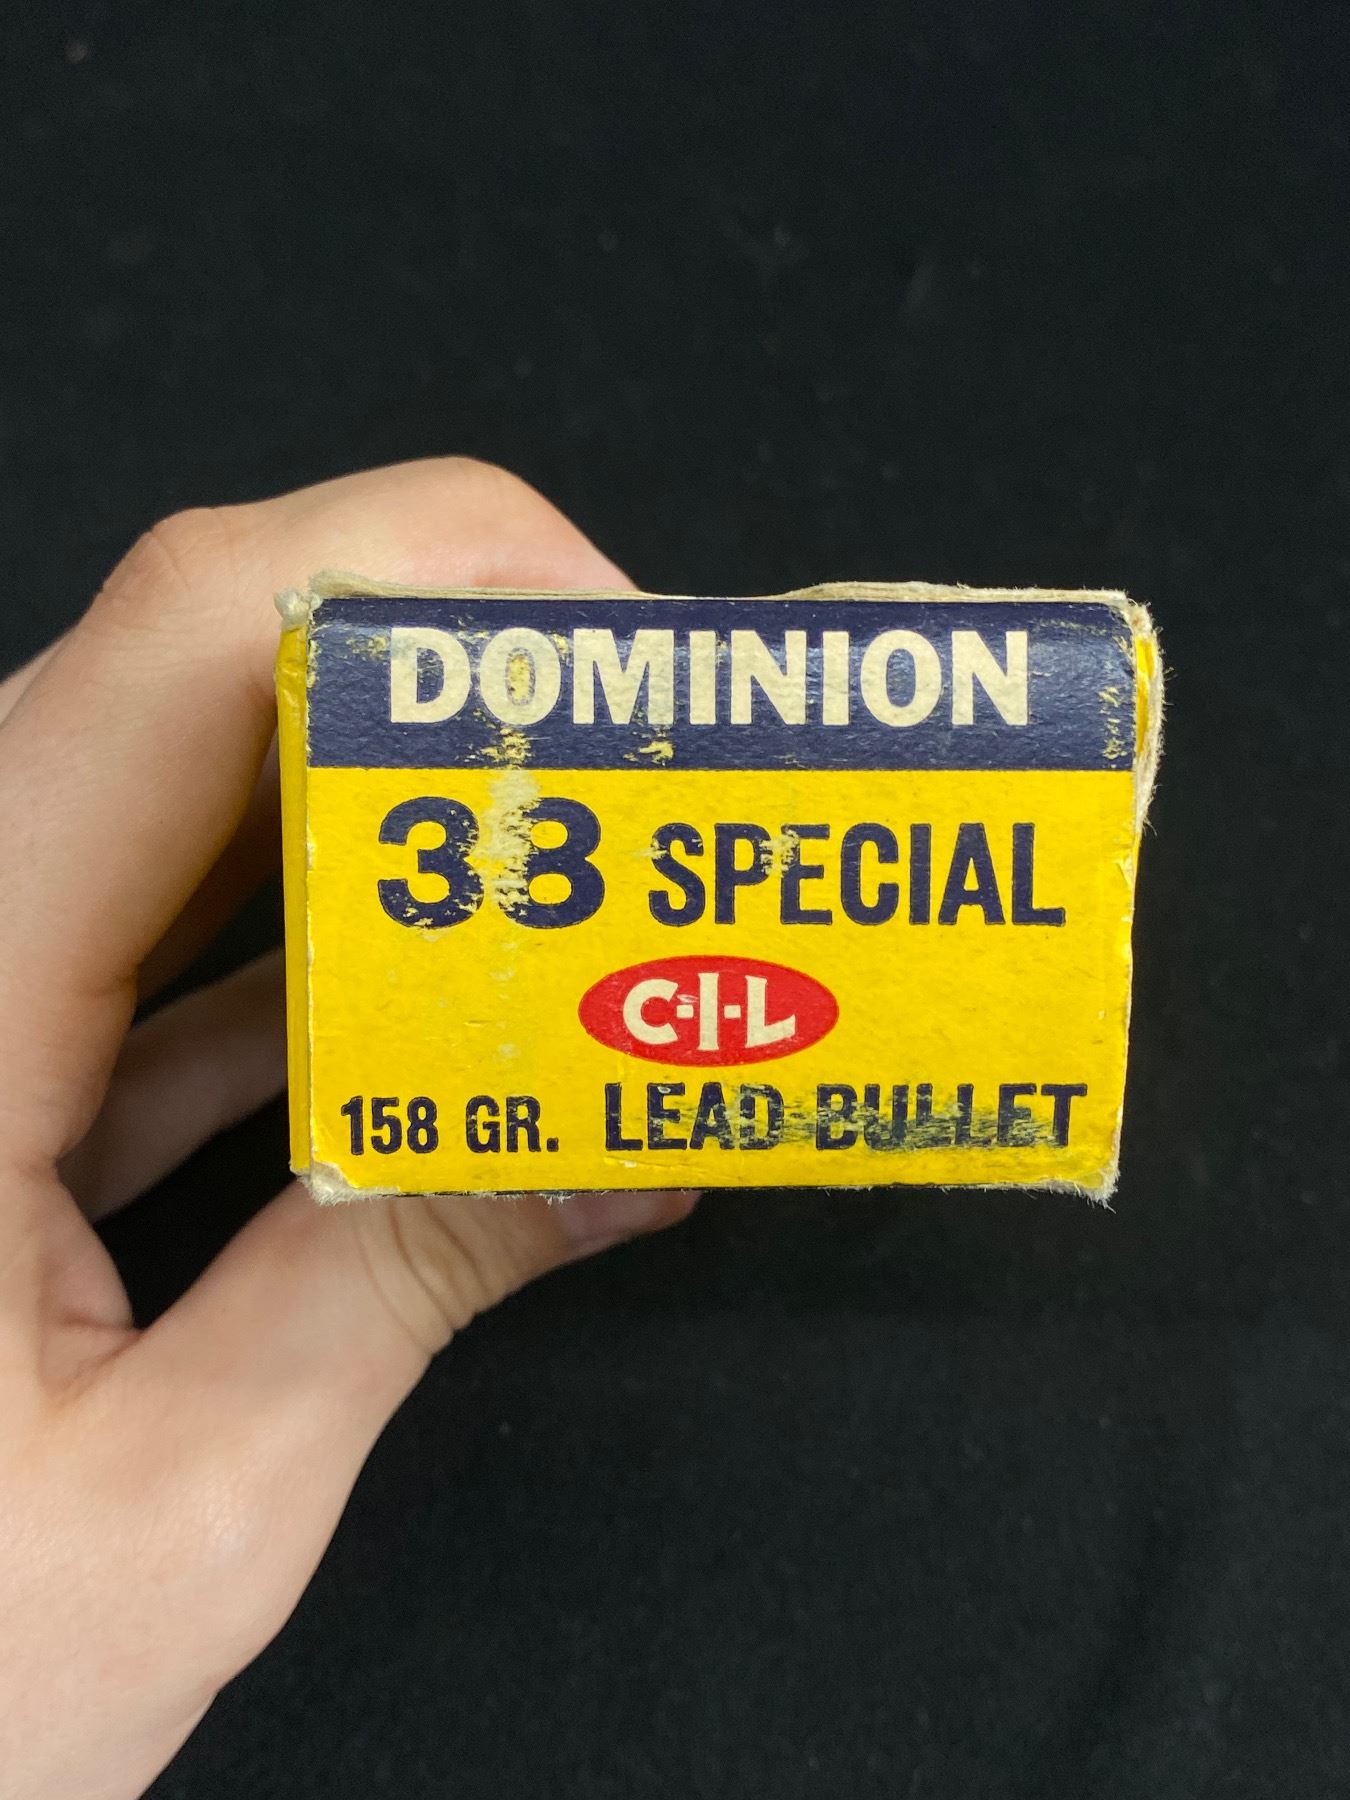 DOMINION
38 SPECIAL
C-I-L
158 GR. LEAD BULLET